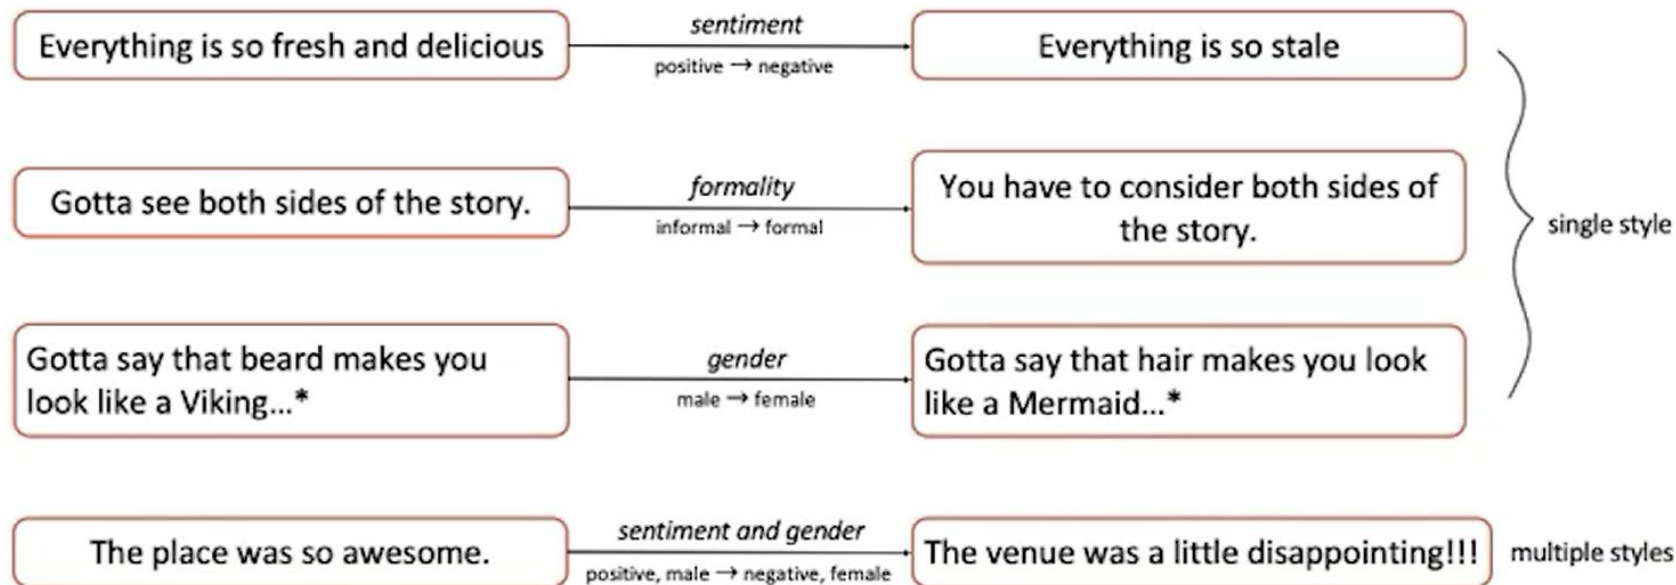 Everything is so fresh and delicious
sentiment
positive → negative
Everything is so stale
Gotta see both sides of the story.
formality
informal → formal
You have to consider both sides of
the story.
single style
Gotta say that beard makes you
look like a Viking...*
gender
male → female
Gotta say that hair makes you look
like a Mermaid...*
The place was so awesome.
sentiment and gender
positive, male → negative, female
The venue was a little disappointing!!!
multiple styles